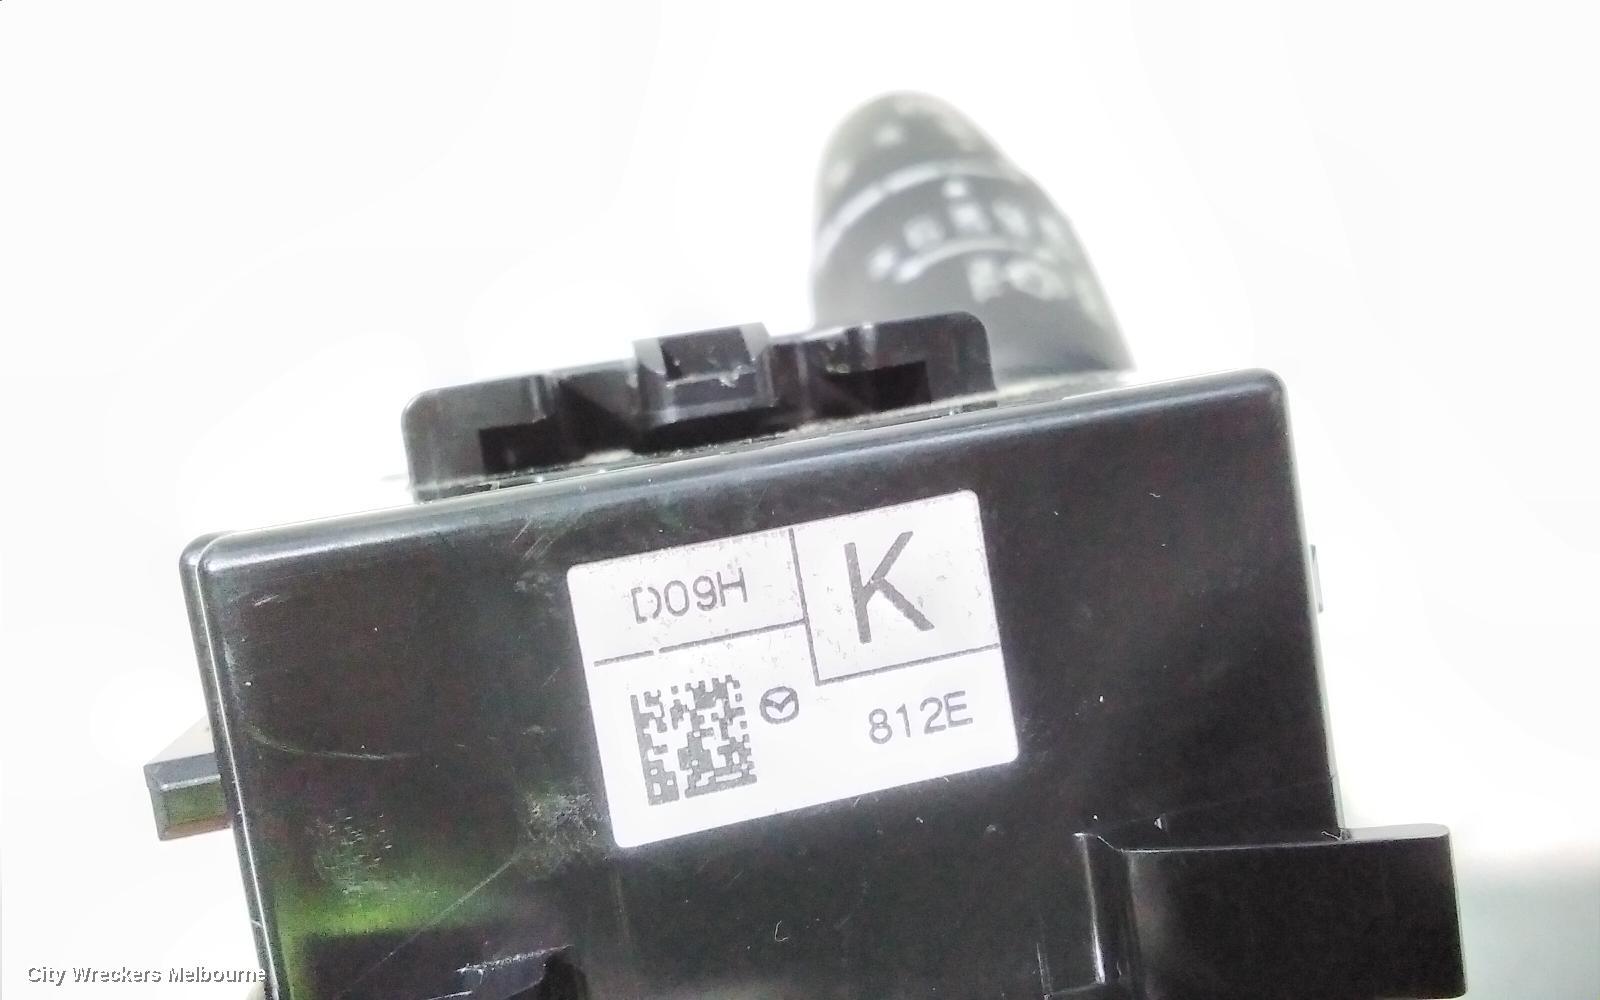 D09H
K
812E
City Wreckers Melbourne